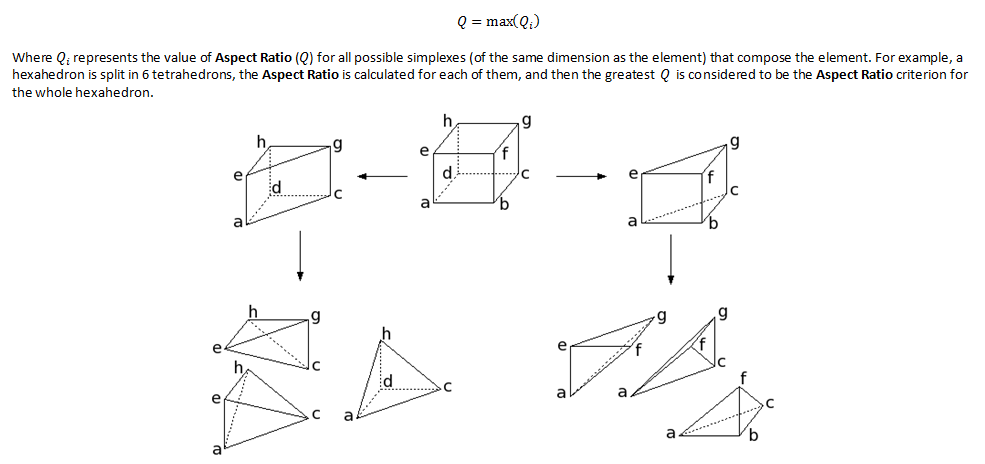 Q = max(Qᵢ)
Where Qᵢ represents the value of Aspect Ratio (Q) for all possible simplexes (of the same dimension as the element) that compose the element. For example, a
hexahedron is split in 6 tetrahedrons, the Aspect Ratio is calculated for each of them, and then the greatest Q is considered to be the Aspect Ratio criterion for
the whole hexahedron.
h g
e
d
c
a
h g
e f
d c
a b
g
e f
c
a b
h g
e
c
h
e
c
a
h
d c
a
g
e f
a
g
f
c
a
f
c
a b